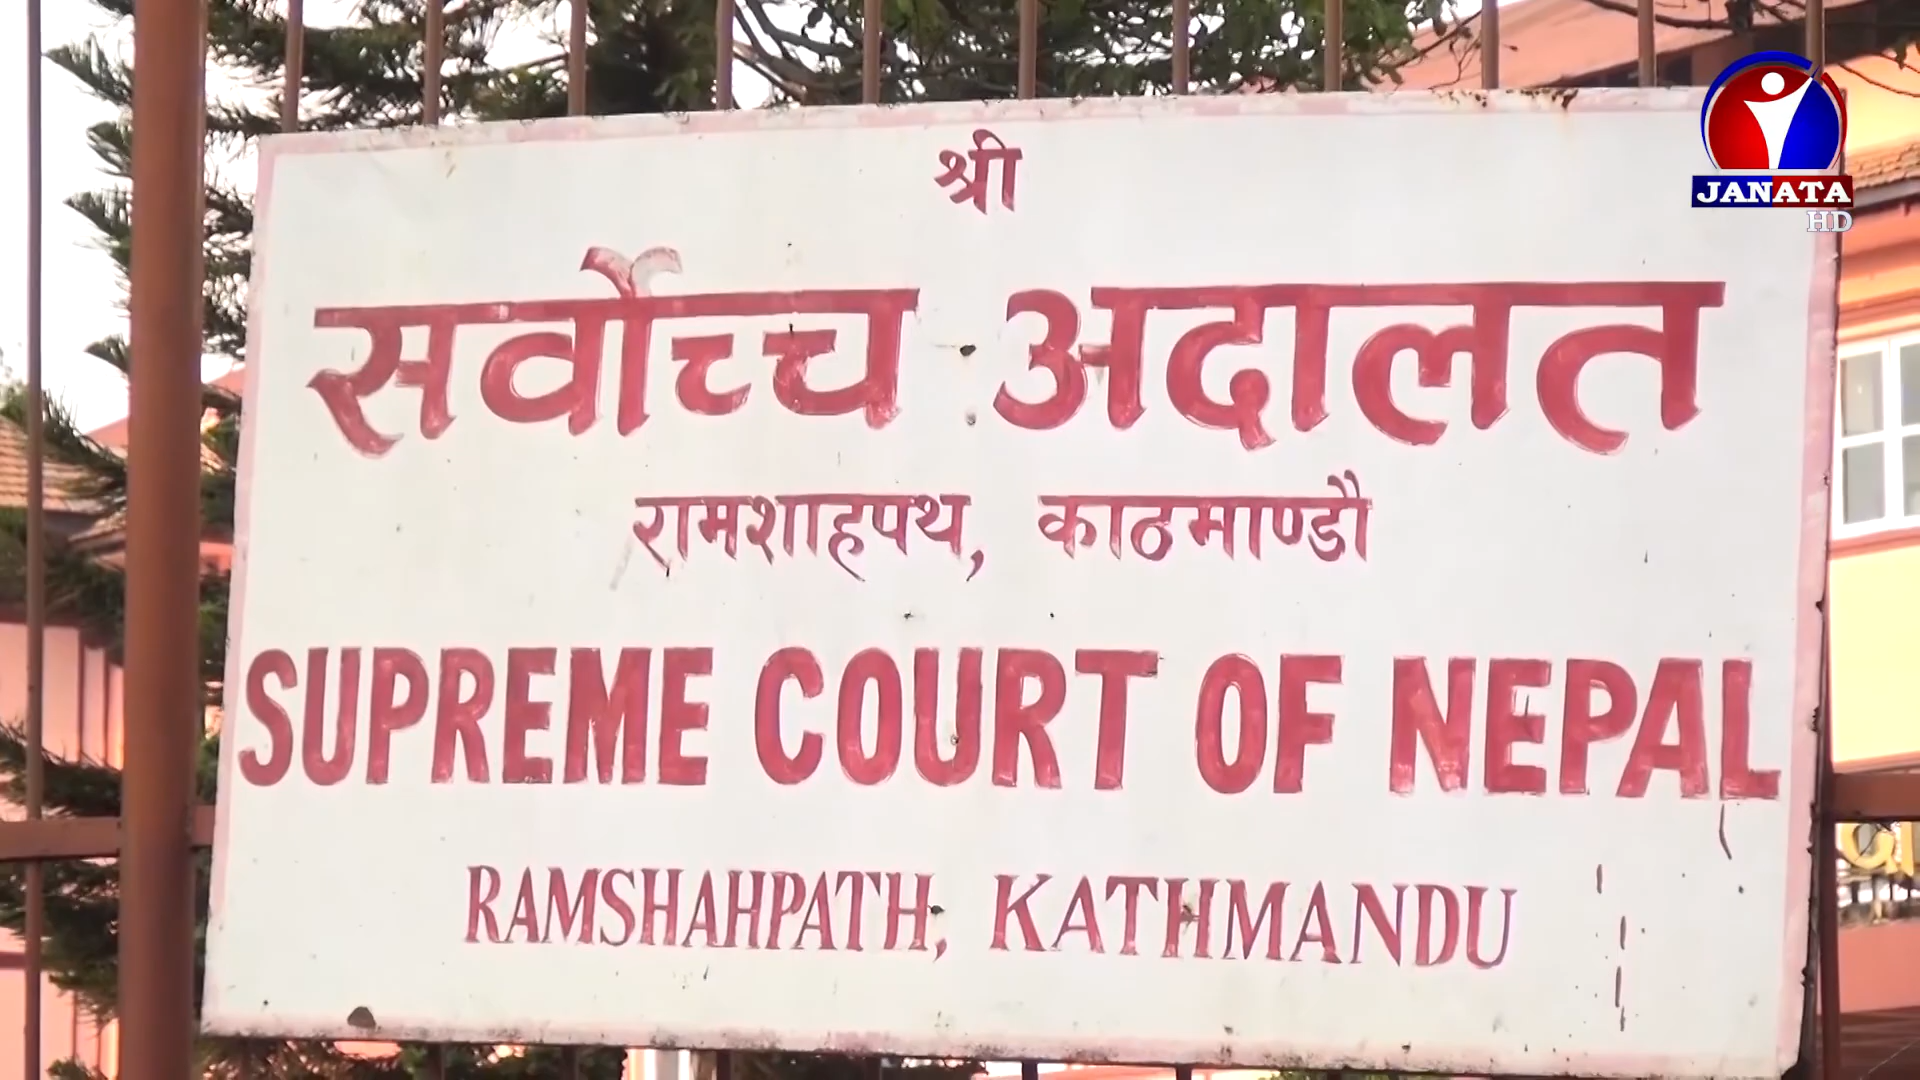 श्री
सर्वोच्च अदालत
रामशाहपथ, काठमाण्डौ
SUPREME COURT OF NEPAL
RAMSHAHPATH, KATHMANDU
JANATA
HD